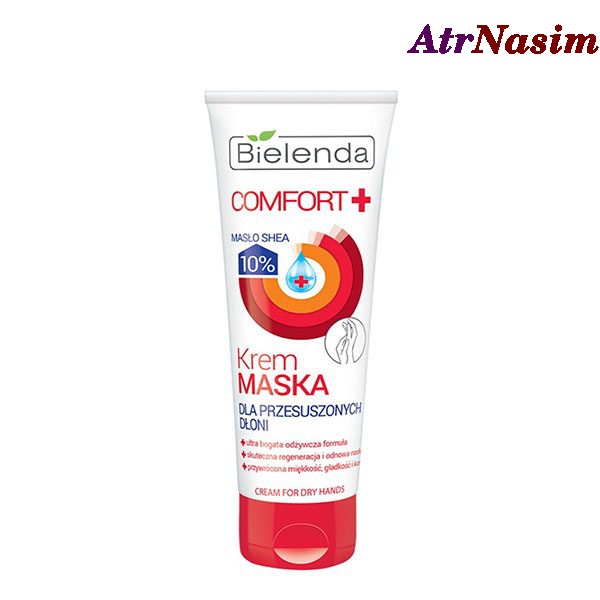 AtrNasim
Bielenda
COMFORT+
MASŁO SHEA
10%
Krem
MASKA
DLA PRZESUSZONYCH
DŁONI
+ultra bogata odżywcza formuła
+skuteczna regeneracja i odnowa
+przywrócona miękkość, gładkość i
CREAM FOR DRY HANDS